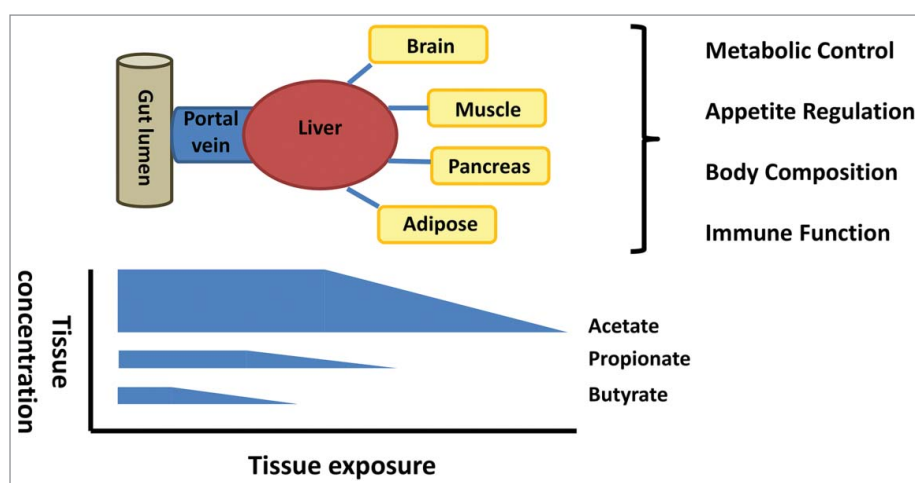 Gut lumen
Portal
vein
Liver
Brain
Muscle
Pancreas
Adipose
Metabolic Control
Appetite Regulation
Body Composition
Immune Function
Tissue
concentration
Acetate
Propionate
Butyrate
Tissue exposure